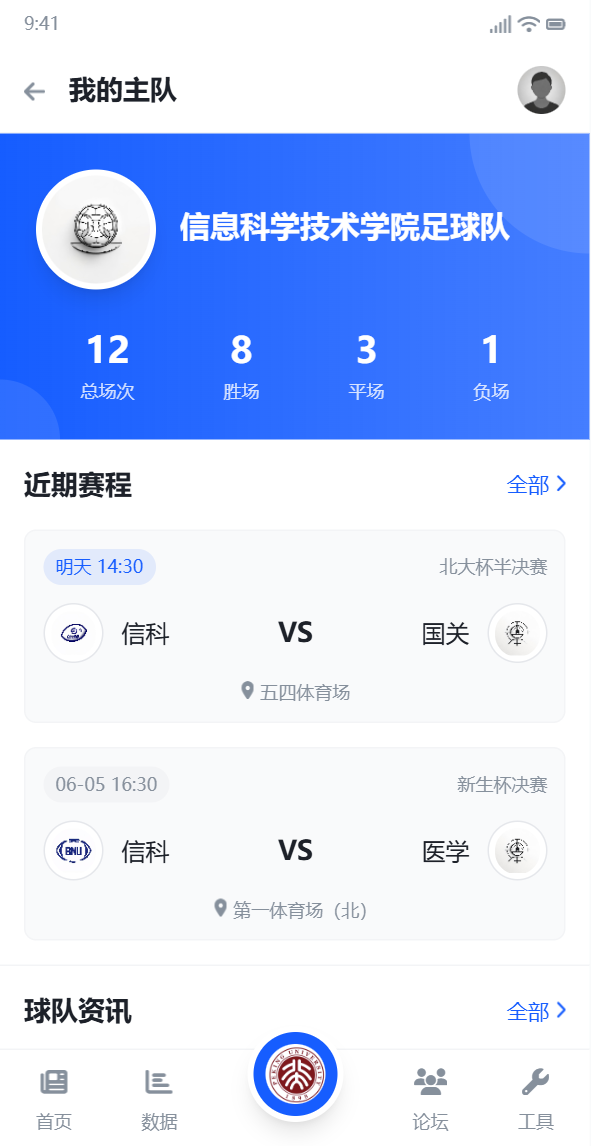 9:41
我的主队
信息科学技术学院足球队
12 8 3 1
总场次 胜场 平场 负场
近期赛程 全部
明天 14:30 北大杯半决赛
信科 VS 国关
五四体育场
06-05 16:30 新生杯决赛
BNU
信科 VS 医学
第一体育场（北）
球队资讯 全部
PEKING UNIVERSITY
1898
首页 数据 论坛 工具